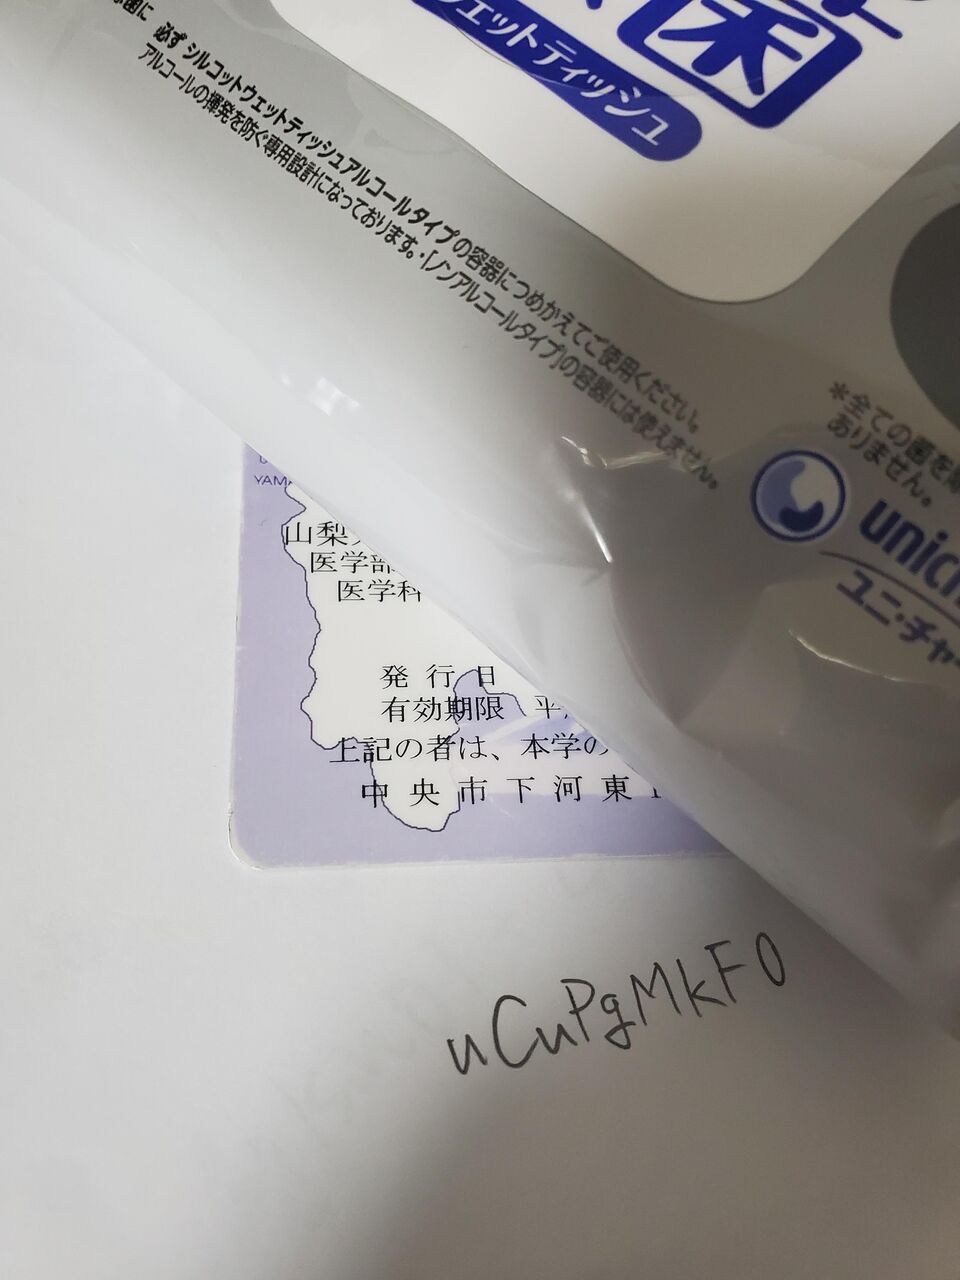 菌
ウェットティッシュ
必ず シルコットウェットティッシュアルコールタイプの容器につめかえてご使用ください。
アルコールの揮発を防ぐ専用設計になっております。・「ノンアルコールタイプ」の容器には使えません。
*全ての菌を
ありません。
unich
ユニ・チャー
YAM
山梨
医学部
医学科
発行日
有効期限 平
上記の者は、本学の
中央市下河東
uCuPgMkF0